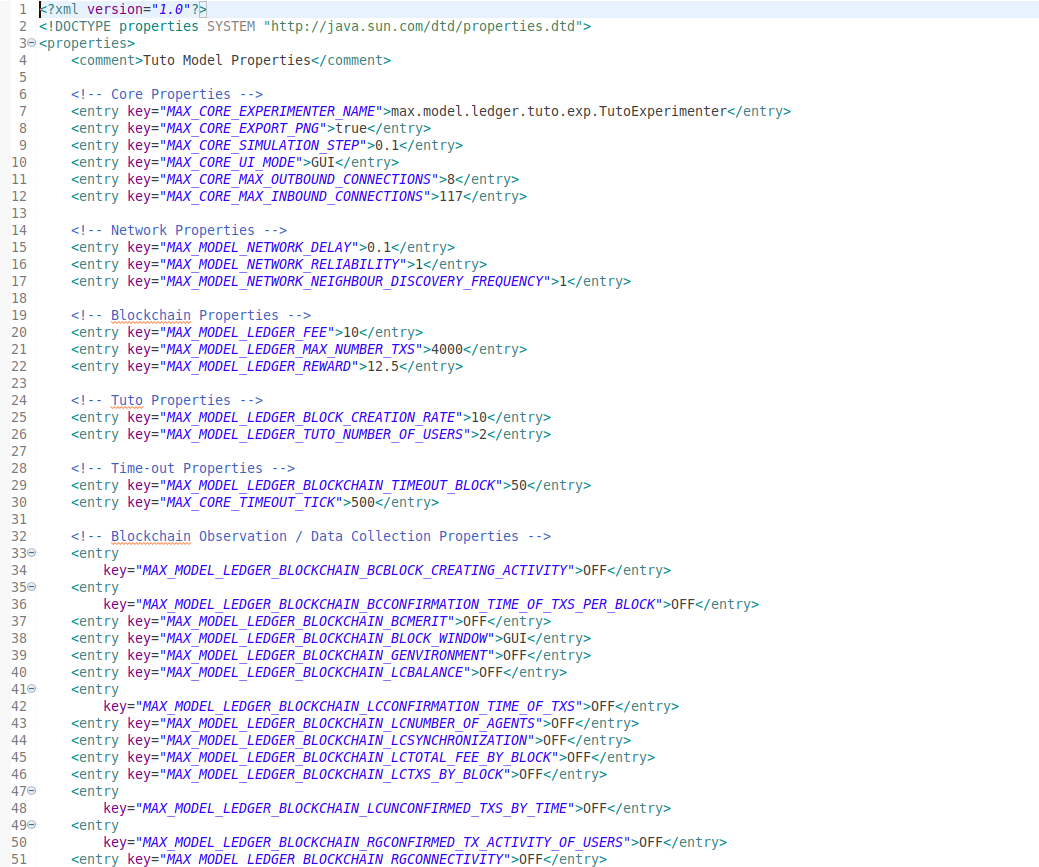 1 <?xml version="1.0"?>
2 <!DOCTYPE properties SYSTEM "http://java.sun.com/dtd/properties.dtd">
3 <properties>
4     <comment>Tuto Model Properties</comment>
5
6     <!-- Core Properties -->
7     <entry key="MAX_CORE_EXPERIMENTER_NAME">max.model.ledger.tuto.exp.TutoExperimenter</entry>
8     <entry key="MAX_CORE_EXPORT_PNG">true</entry>
9     <entry key="MAX_CORE_SIMULATION_STEP">0.1</entry>
10     <entry key="MAX_CORE_UI_MODE">GUI</entry>
11     <entry key="MAX_CORE_MAX_OUTBOUND_CONNECTIONS">8</entry>
12     <entry key="MAX_CORE_MAX_INBOUND_CONNECTIONS">117</entry>
13
14     <!-- Network Properties -->
15     <entry key="MAX_MODEL_NETWORK_DELAY">0.1</entry>
16     <entry key="MAX_MODEL_NETWORK_RELIABILITY">1</entry>
17     <entry key="MAX_MODEL_NETWORK_NEIGHBOUR_DISCOVERY_FREQUENCY">1</entry>
18
19     <!-- Blockchain Properties -->
20     <entry key="MAX_MODEL_LEDGER_FEE">10</entry>
21     <entry key="MAX_MODEL_LEDGER_MAX_NUMBER_TXS">4000</entry>
22     <entry key="MAX_MODEL_LEDGER_REWARD">12.5</entry>
23
24     <!-- Tuto Properties -->
25     <entry key="MAX_MODEL_LEDGER_BLOCK_CREATION_RATE">10</entry>
26     <entry key="MAX_MODEL_LEDGER_TUTO_NUMBER_OF_USERS">2</entry>
27
28     <!-- Time-out Properties -->
29     <entry key="MAX_MODEL_LEDGER_BLOCKCHAIN_TIMEOUT_BLOCK">50</entry>
30     <entry key="MAX_CORE_TIMEOUT_TICK">500</entry>
31
32     <!-- Blockchain Observation / Data Collection Properties -->
33     <entry
34         key="MAX_MODEL_LEDGER_BLOCKCHAIN_BCBLOCK_CREATING_ACTIVITY">OFF</entry>
35     <entry
36         key="MAX_MODEL_LEDGER_BLOCKCHAIN_BCCONFIRMATION_TIME_OF_TXS_PER_BLOCK">OFF</entry>
37     <entry key="MAX_MODEL_LEDGER_BLOCKCHAIN_BCMERIT">OFF</entry>
38     <entry key="MAX_MODEL_LEDGER_BLOCKCHAIN_BLOCK_WINDOW">GUI</entry>
39     <entry key="MAX_MODEL_LEDGER_BLOCKCHAIN_GENVIRONMENT">OFF</entry>
40     <entry key="MAX_MODEL_LEDGER_BLOCKCHAIN_LCBALANCE">OFF</entry>
41     <entry
42         key="MAX_MODEL_LEDGER_BLOCKCHAIN_LCCONFIRMATION_TIME_OF_TXS">OFF</entry>
43     <entry key="MAX_MODEL_LEDGER_BLOCKCHAIN_LCNUMBER_OF_AGENTS">OFF</entry>
44     <entry key="MAX_MODEL_LEDGER_BLOCKCHAIN_LCSYNCHRONIZATION">OFF</entry>
45     <entry key="MAX_MODEL_LEDGER_BLOCKCHAIN_LCTOTAL_FEE_BY_BLOCK">OFF</entry>
46     <entry key="MAX_MODEL_LEDGER_BLOCKCHAIN_LCTXS_BY_BLOCK">OFF</entry>
47     <entry
48         key="MAX_MODEL_LEDGER_BLOCKCHAIN_LCUNCONFIRMED_TXS_BY_TIME">OFF</entry>
49     <entry
50         key="MAX_MODEL_LEDGER_BLOCKCHAIN_RGCONFIRMED_TX_ACTIVITY_OF_USERS">OFF</entry>
51     <entry key="MAX_MODEL_LEDGER_BLOCKCHAIN_RGCONNECTIVITY">OFF</entry>